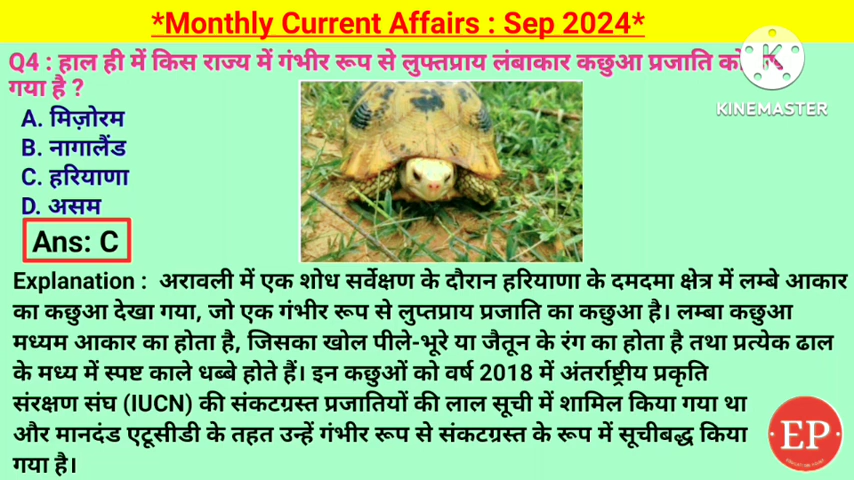 *Monthly Current Affairs : Sep 2024*
Q4 : हाल ही में किस राज्य में गंभीर रूप से लुफ्तप्राय लंबाकार कछुआ प्रजाति को
गया है ?
KINEMASTER
A. मिज़ोरम
B. नागालैंड
C. हरियाणा
D. असम
Ans: C
Explanation : अरावली में एक शोध सर्वेक्षण के दौरान हरियाणा के दमदमा क्षेत्र में लम्बे आकार
का कछुआ देखा गया, जो एक गंभीर रूप से लुप्तप्राय प्रजाति का कछुआ है। लम्बा कछुआ
मध्यम आकार का होता है, जिसका खोल पीले-भूरे या जैतून के रंग का होता है तथा प्रत्येक ढाल
के मध्य में स्पष्ट काले धब्बे होते हैं। इन कछुओं को वर्ष 2018 में अंतर्राष्ट्रीय प्रकृति
संरक्षण संघ (IUCN) की संकटग्रस्त प्रजातियों की लाल सूची में शामिल किया गया था
और मानदंड एटूसीडी के तहत उन्हें गंभीर रूप से संकटग्रस्त के रूप में सूचीबद्ध किया
गया है।
EP